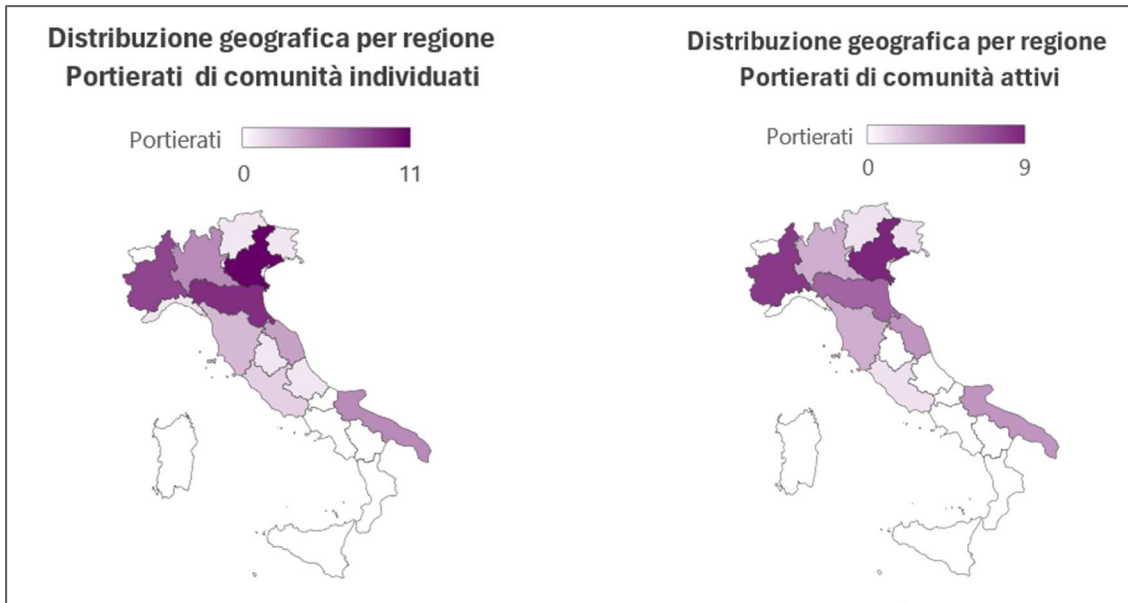 Distribuzione geografica per regione
Portierati di comunità individuati
Portierati
0
11
Distribuzione geografica per regione
Portierati di comunità attivi
Portierati
0
9